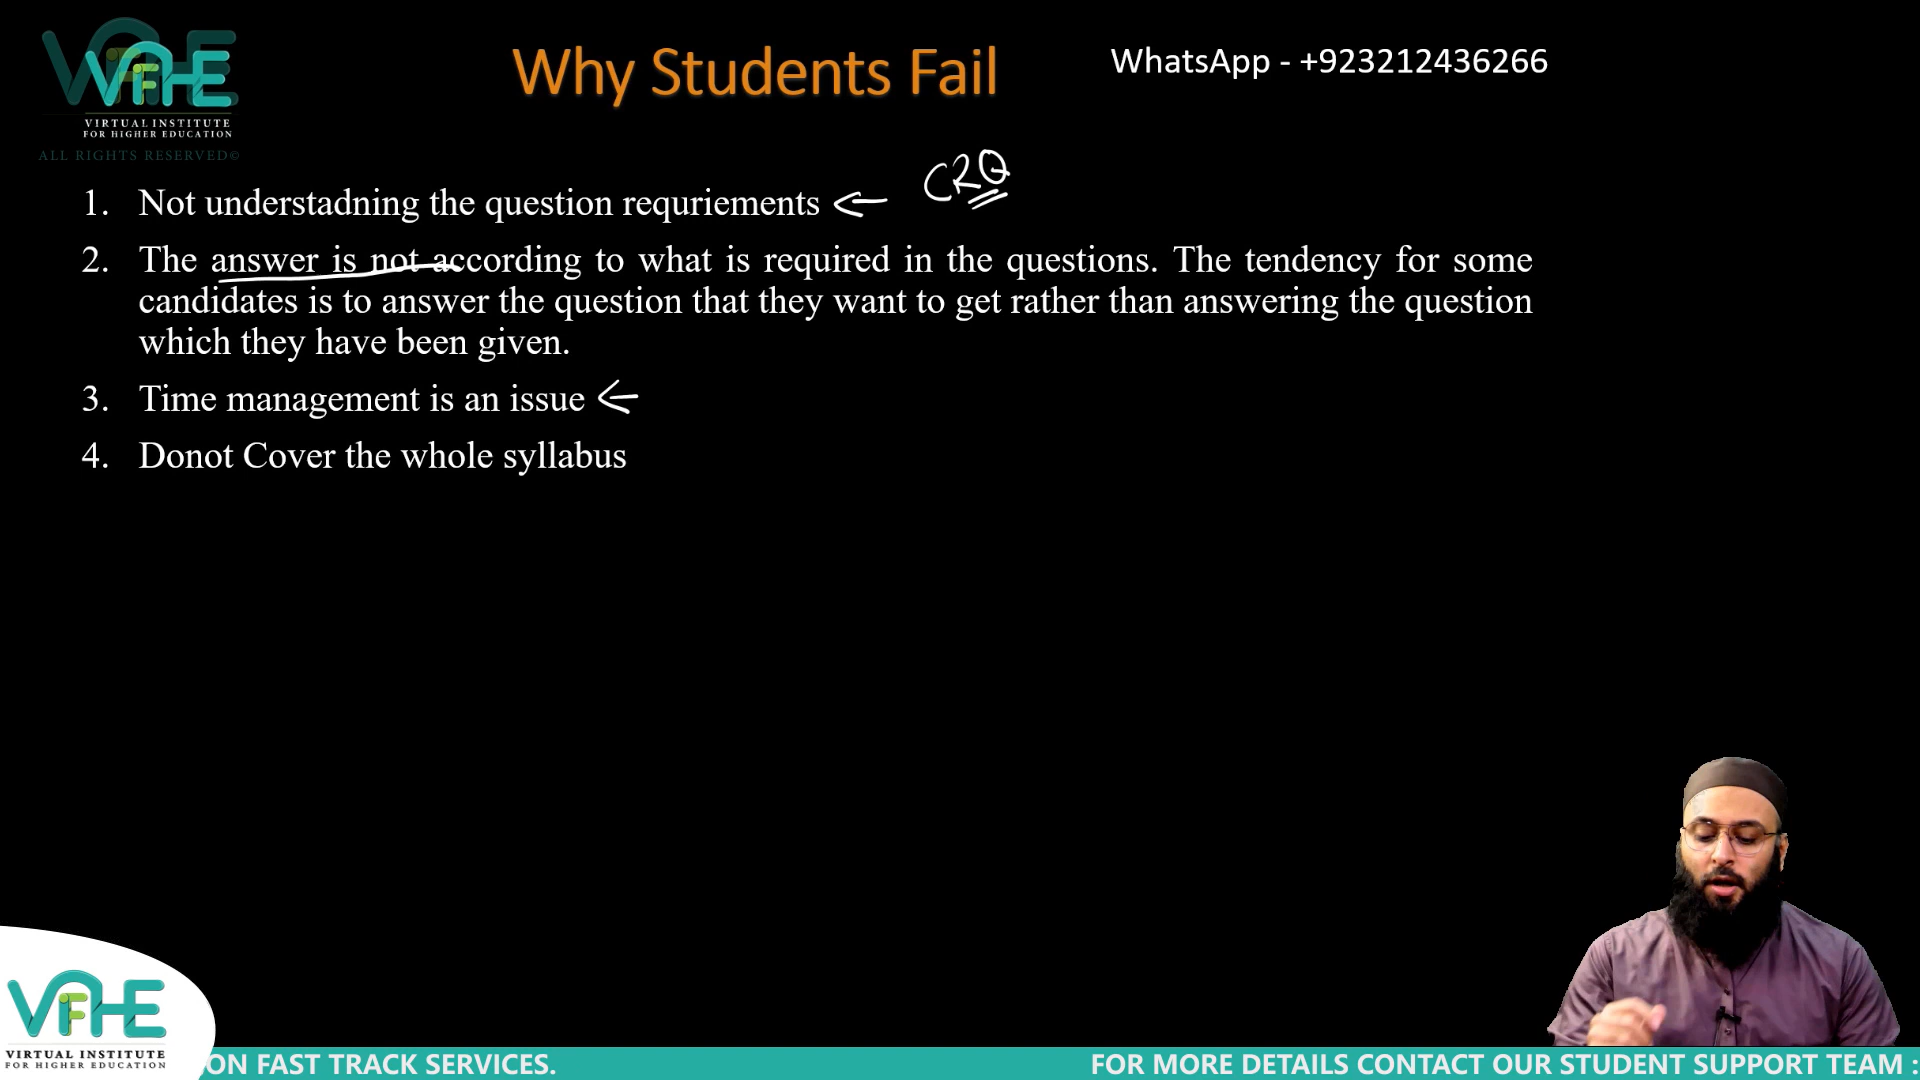 VIFHE
VIRTUAL INSTITUTE
FOR HIGHER EDUCATION
ALL RIGHTS RESERVED©
Why Students Fail
WhatsApp - +923212436266
CRQ
1. Not understadning the question requriements
2. The answer is not according to what is required in the questions. The tendency for some
candidates is to answer the question that they want to get rather than answering the question
which they have been given.
3. Time management is an issue
4. Donot Cover the whole syllabus
VIFHE
VIRTUAL INSTITUTE
FOR HIGHER EDUCATION
ON FAST TRACK SERVICES.
FOR MORE DETAILS CONTACT OUR STUDENT SUPPORT TEAM :